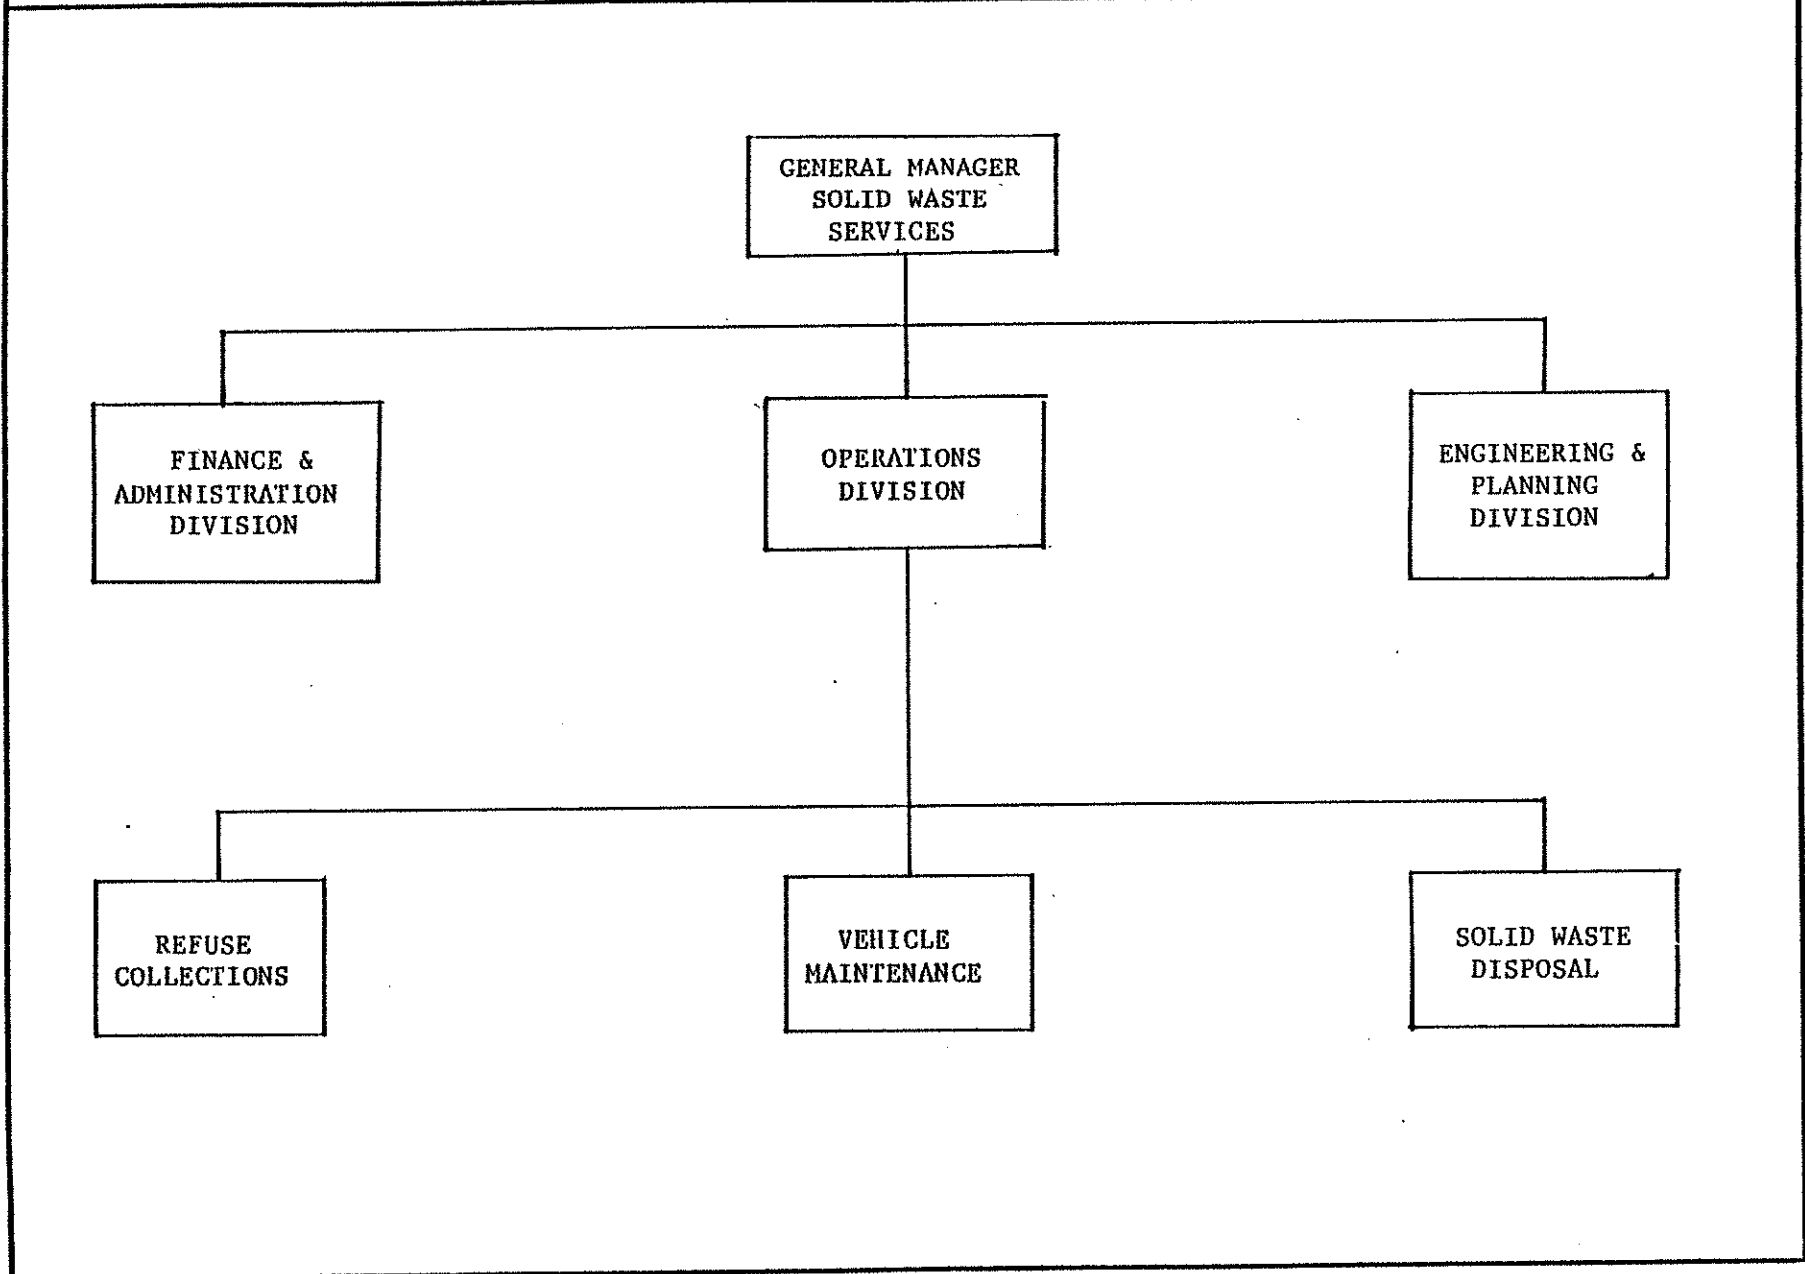 GENERAL MANAGER
SOLID WASTE
SERVICES
FINANCE &
ADMINISTRATION
DIVISION
OPERATIONS
DIVISION
ENGINEERING &
PLANNING
DIVISION
REFUSE
COLLECTIONS
VEHICLE
MAINTENANCE
SOLID WASTE
DISPOSAL